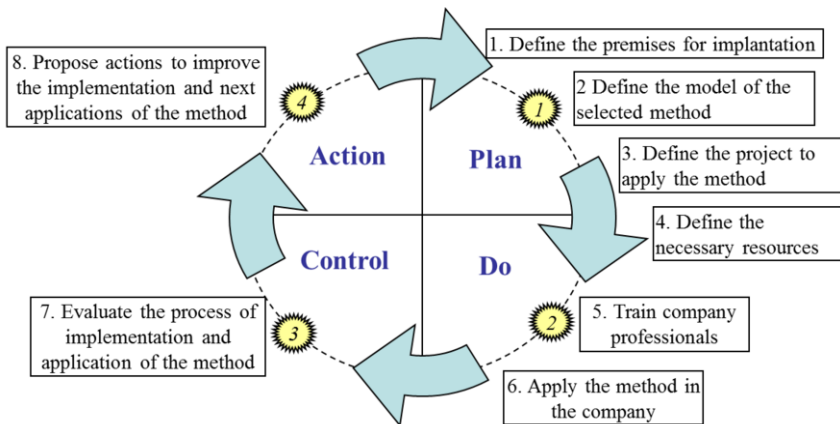 1. Define the premises for implantation
2 Define the model of the
selected method
3. Define the project to
apply the method
4. Define the
necessary resources
5. Train company
professionals
6. Apply the method in
the company
7. Evaluate the process of
implementation and
application of the method
8. Propose actions to improve
the implementation and next
applications of the method
4
1
Action
Plan
Control
Do
3
2